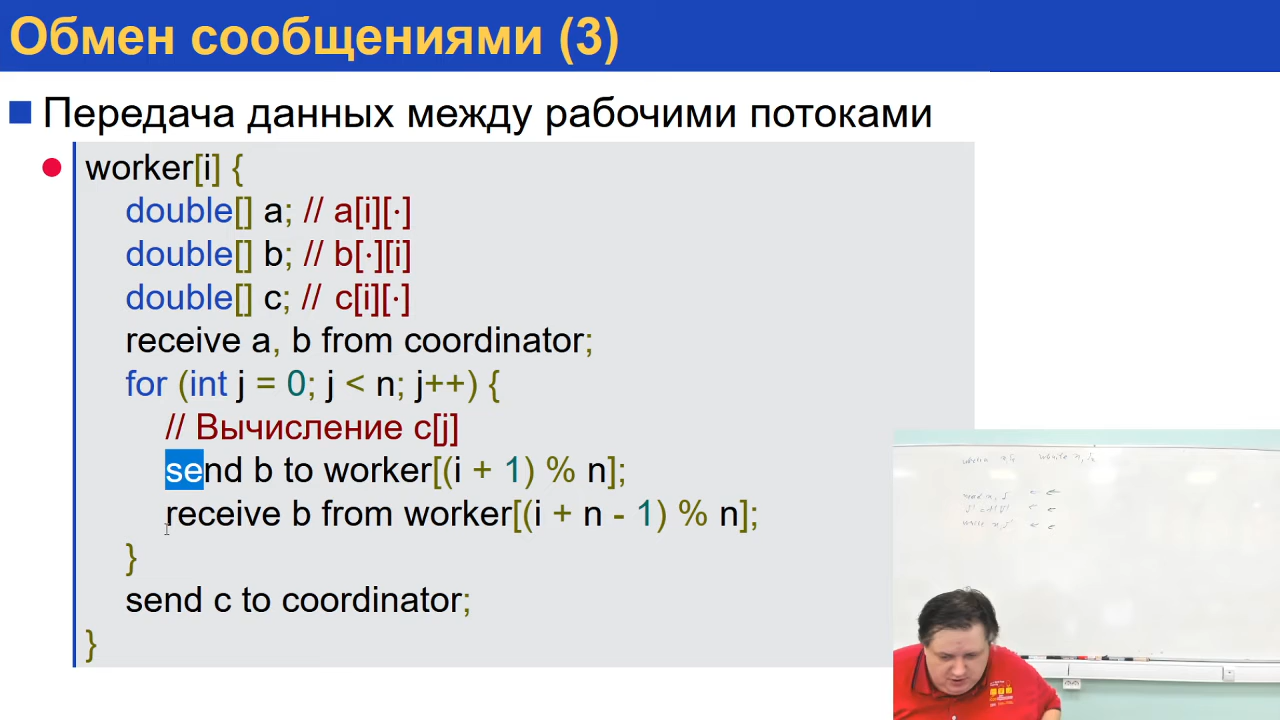 Обмен сообщениями (3)
Передача данных между рабочими потоками
worker[i] {
double[] a; // a[i][·]
double[] b; // b[·][i]
double[] c; // c[i][·]
receive a, b from coordinator;
for (int j = 0; j < n; j++) {
// Вычисление c[j]
send b to worker[(i + 1) % n];
receive b from worker[(i + n - 1) % n];
}
send c to coordinator;
}